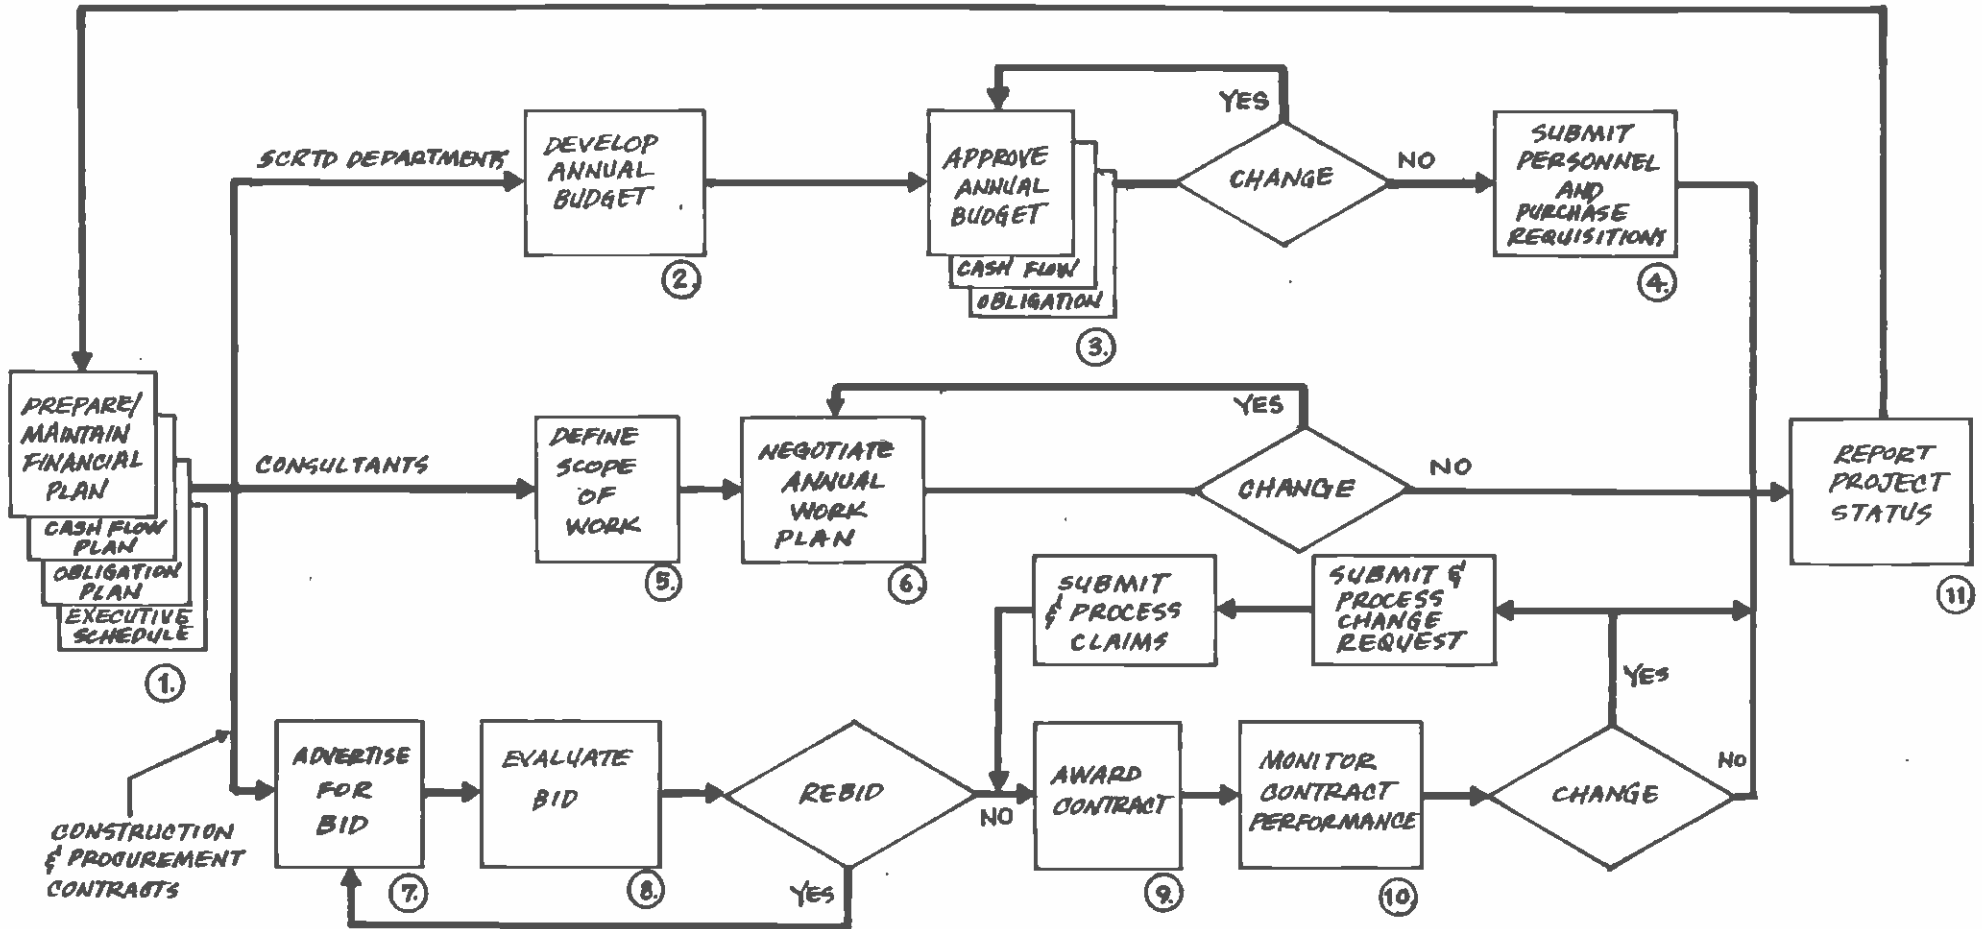 SCRTD DEPARTMENTS
DEVELOP
ANNUAL
BUDGET
2.
APPROVE
ANNUAL
BUDGET
CASH FLOW
OBLIGATION
3.
YES
CHANGE
NO
SUBMIT
PERSONNEL
AND
PURCHASE
REQUISITIONS
4.
PREPARE/
MAINTAIN
FINANCIAL
PLAN
CASH FLOW
PLAN
OBLIGATION
PLAN
EXECUTIVE
SCHEDULE
1.
CONSULTANTS
DEFINE
SCOPE
OF
WORK
5.
NEGOTIATE
ANNUAL
WORK
PLAN
6.
YES
CHANGE
NO
REPORT
PROJECT
STATUS
11.
SUBMIT
& PROCESS
CLAIMS
SUBMIT &
PROCESS
CHANGE
REQUEST
YES
CONSTRUCTION
& PROCUREMENT
CONTRACTS
ADVERTISE
FOR
BID
7.
EVALUATE
BID
8.
REBID
YES
NO
AWARD
CONTRACT
9.
MONITOR
CONTRACT
PERFORMANCE
10.
CHANGE
NO